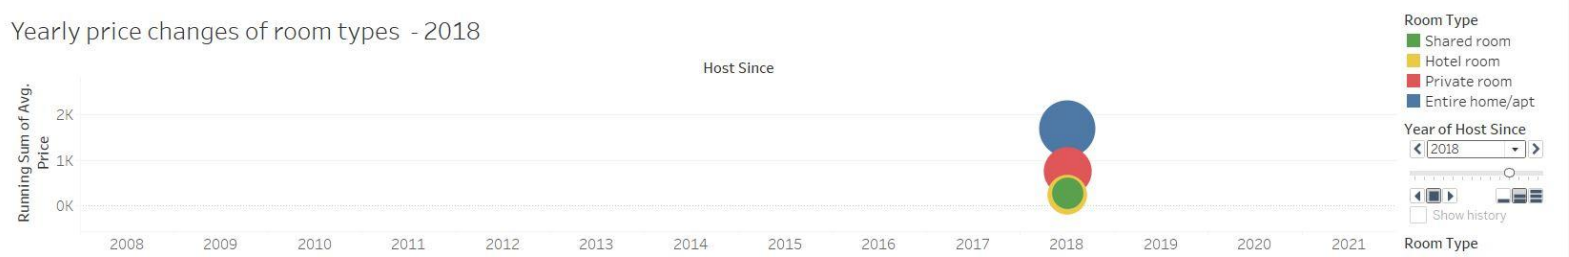 Yearly price changes of room types - 2018
Host Since
Running Sum of Avg.
Price
2K
1K
0K
2008 2009 2010 2011 2012 2013 2014 2015 2016 2017 2018 2019 2020 2021
Room Type
Shared room
Hotel room
Private room
Entire home/apt
Year of Host Since
2018
Show history
Room Type